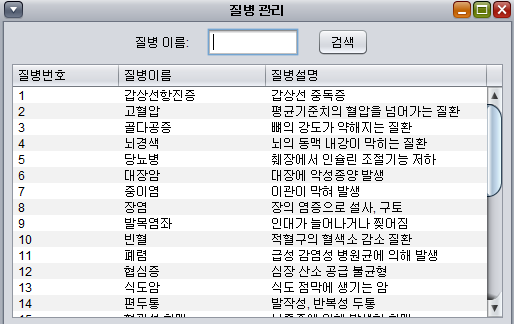 질병 관리
질병 이름: 검색
질병번호 질병이름 질병설명
1 갑상선항진증 갑상선 중독증
2 고혈압 평균기준치의 혈압을 넘어가는 질환
3 골다공증 뼈의 강도가 약해지는 질환
4 뇌경색 뇌의 동맥 내강이 막히는 질환
5 당뇨병 췌장에서 인슐린 조절기능 저하
6 대장암 대장에 악성종양 발생
7 중이염 이관이 막혀 발생
8 장염 장의 염증으로 설사, 구토
9 발목염좌 인대가 늘어나거나 찢어짐
10 빈혈 적혈구의 혈색소 감소 질환
11 폐렴 급성 감염성 병원균에 의해 발생
12 협심증 심장 산소 공급 불균형
13 식도암 식도 점막에 생기는 암
14 편두통 발작성, 반복성 두통